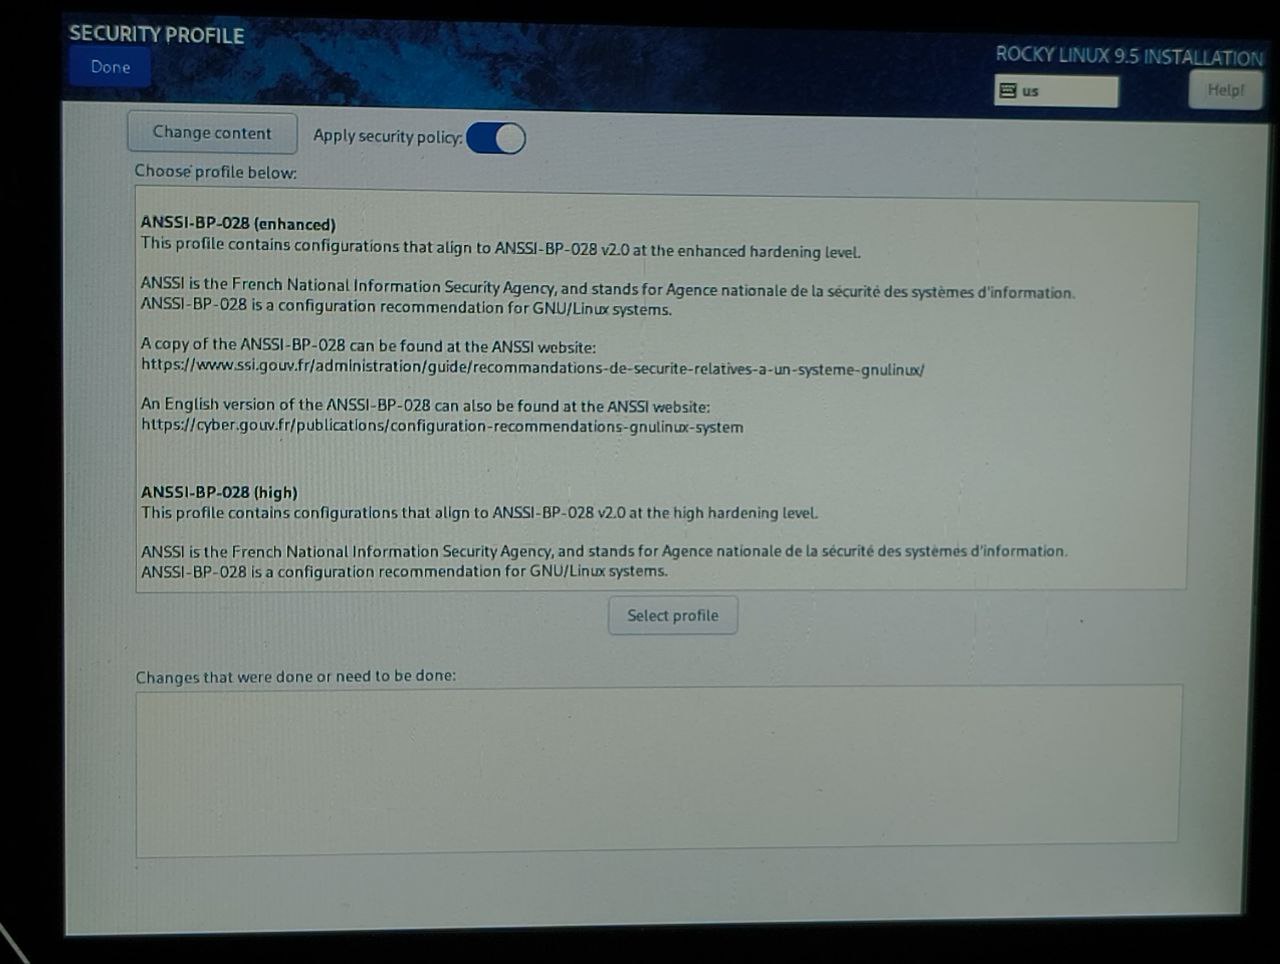 SECURITY PROFILE
Done
ROCKY LINUX 9.5 INSTALLATION
us
Help!
Change content
Apply security policy:
Choose profile below:
ANSSI-BP-028 (enhanced)
This profile contains configurations that align to ANSSI-BP-028 v2.0 at the enhanced hardening level.
ANSSI is the French National Information Security Agency, and stands for Agence nationale de la sécurité des systèmes d'information.
ANSSI-BP-028 is a configuration recommendation for GNU/Linux systems.
A copy of the ANSSI-BP-028 can be found at the ANSSI website:
https://www.ssi.gouv.fr/administration/guide/recommandations-de-securite-relatives-a-un-systeme-gnulinux/
An English version of the ANSSI-BP-028 can also be found at the ANSSI website:
https://cyber.gouv.fr/publications/configuration-recommendations-gnulinux-system
ANSSI-BP-028 (high)
This profile contains configurations that align to ANSSI-BP-028 v2.0 at the high hardening level.
ANSSI is the French National Information Security Agency, and stands for Agence nationale de la sécurité des systèmes d'information.
ANSSI-BP-028 is a configuration recommendation for GNU/Linux systems.
Select profile
Changes that were done or need to be done: